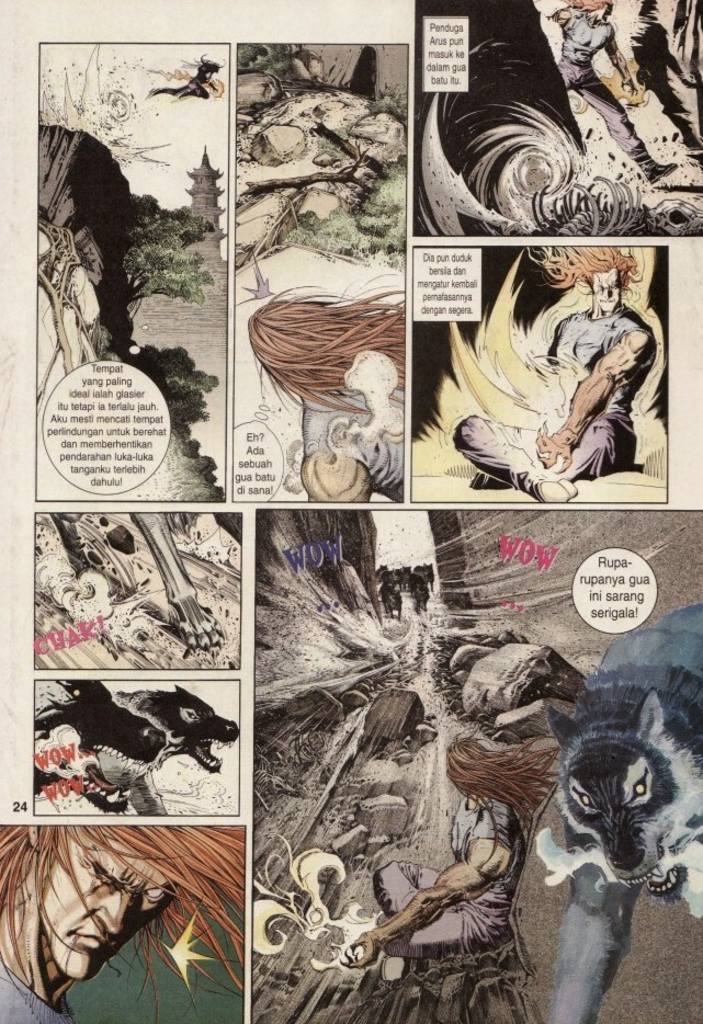 Tempat
yang paling
ideal ialah glasier
itu tetapi ia terlalu jauh.
Aku mesti mencati tempat
perlindungan untuk berehat
dan memberhentikan
pendarahan luka-luka
tanganku terlebih
dahulu!
Eh?
Ada
sebuah
gua batu
di sana!
Penduga
Arus pun
masuk ke
dalam gua
batu itu.
Dia pun duduk
bersila dan
mengatur kembali
pernafasannya
dengan segera.
CHAK!
WOW...
WOW...
WOW
...
WOW
...
Rupa-
rupanya gua
ini sarang
serigala!
24